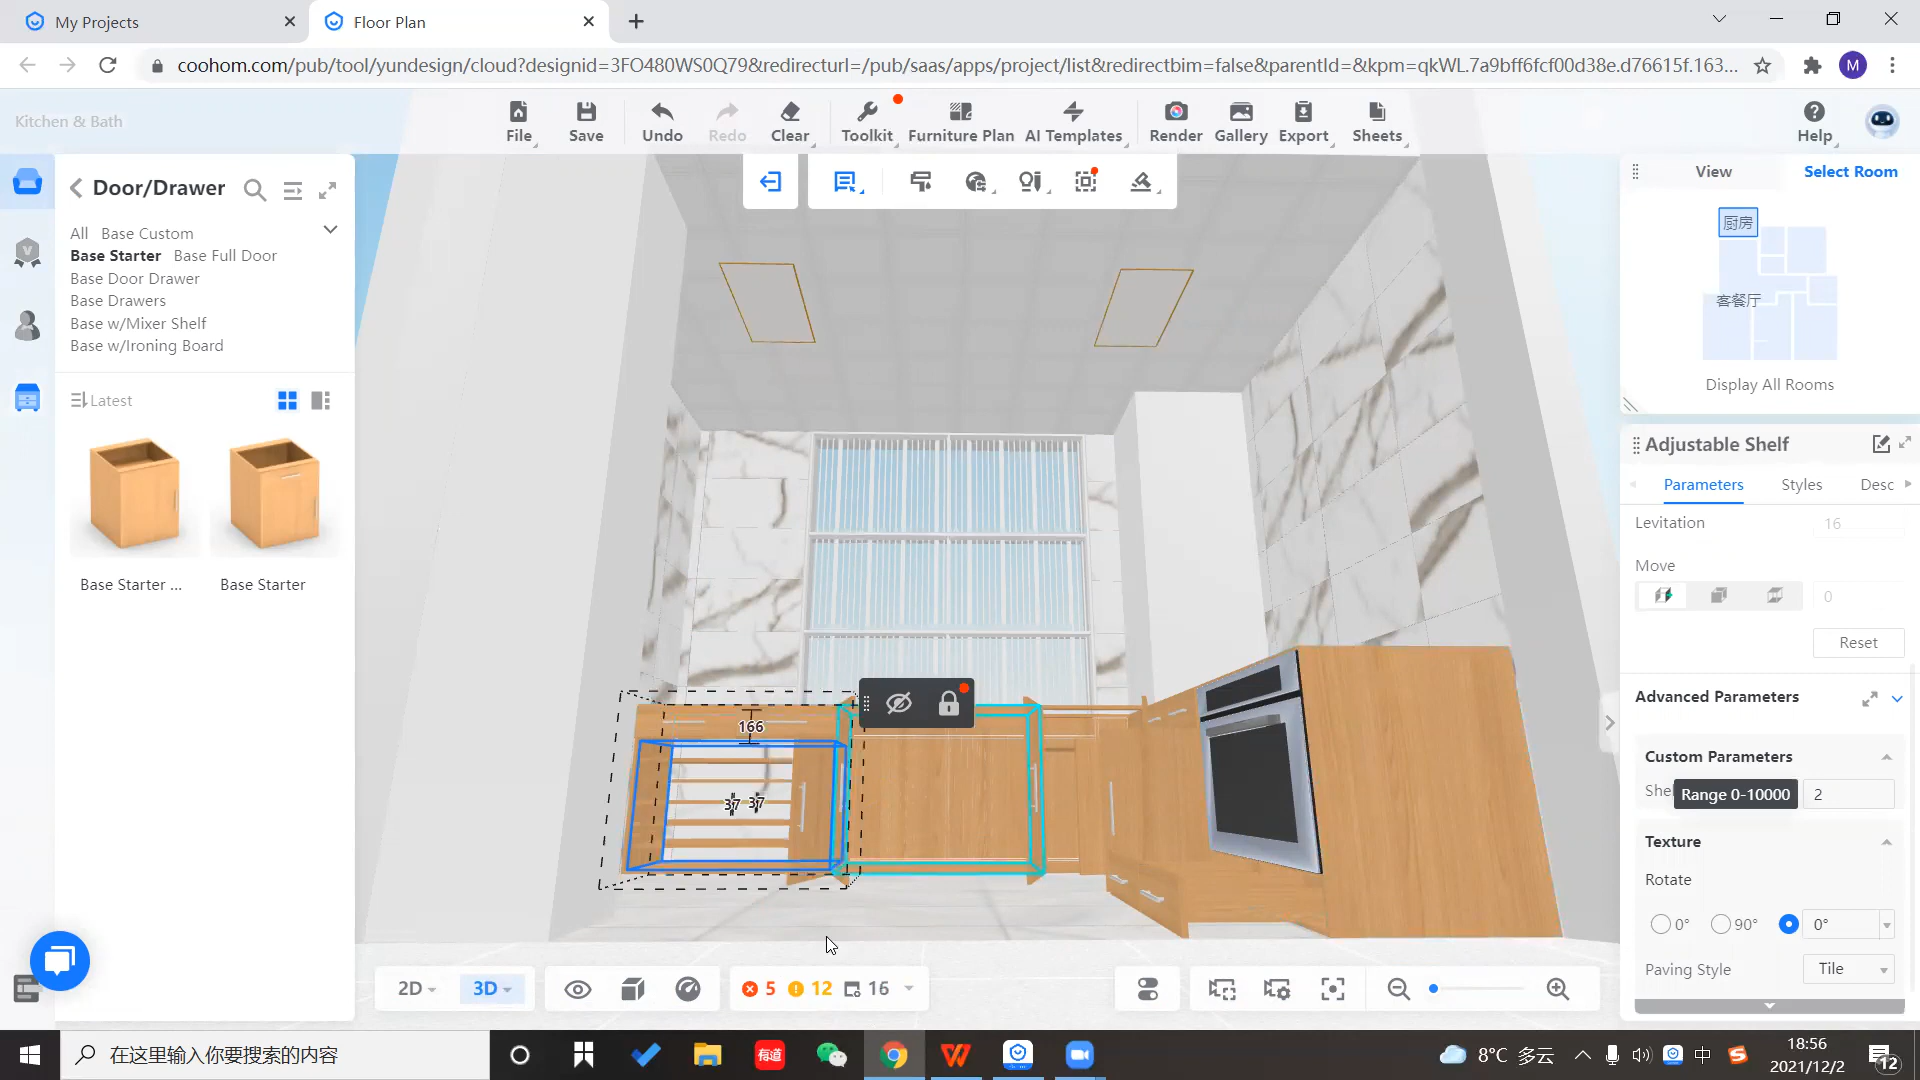 My Projects
Floor Plan
coohom.com/pub/tool/yundesign/cloud?designid=3FO480WS0Q79&redirecturl=/pub/saas/apps/project/list&redirectbim=false&parentId=&kpm=qkWL.7a9bff6fcf00d38e.d76615f.163...
M
Kitchen & Bath
File
Save
Undo
Redo
Clear
Toolkit
Furniture Plan
AI Templates
Render
Gallery
Export
Sheets
Help
Door/Drawer
All Base Custom
Base Starter Base Full Door
Base Door Drawer
Base Drawers
Base w/Mixer Shelf
Base w/Ironing Board
Latest
Base Starter ...
Base Starter
166
37 37
View
Select Room
厨房
客餐厅
Display All Rooms
Adjustable Shelf
Parameters
Styles
Desc
Levitation
16
Move
0
Reset
Advanced Parameters
Custom Parameters
Shel
Range 0-10000
2
Texture
Rotate
0°
90°
0°
Paving Style
Tile
2D
3D
5
12
16
在这里输入你要搜索的内容
有道
8°C 多云
中
18:56
2021/12/2
12